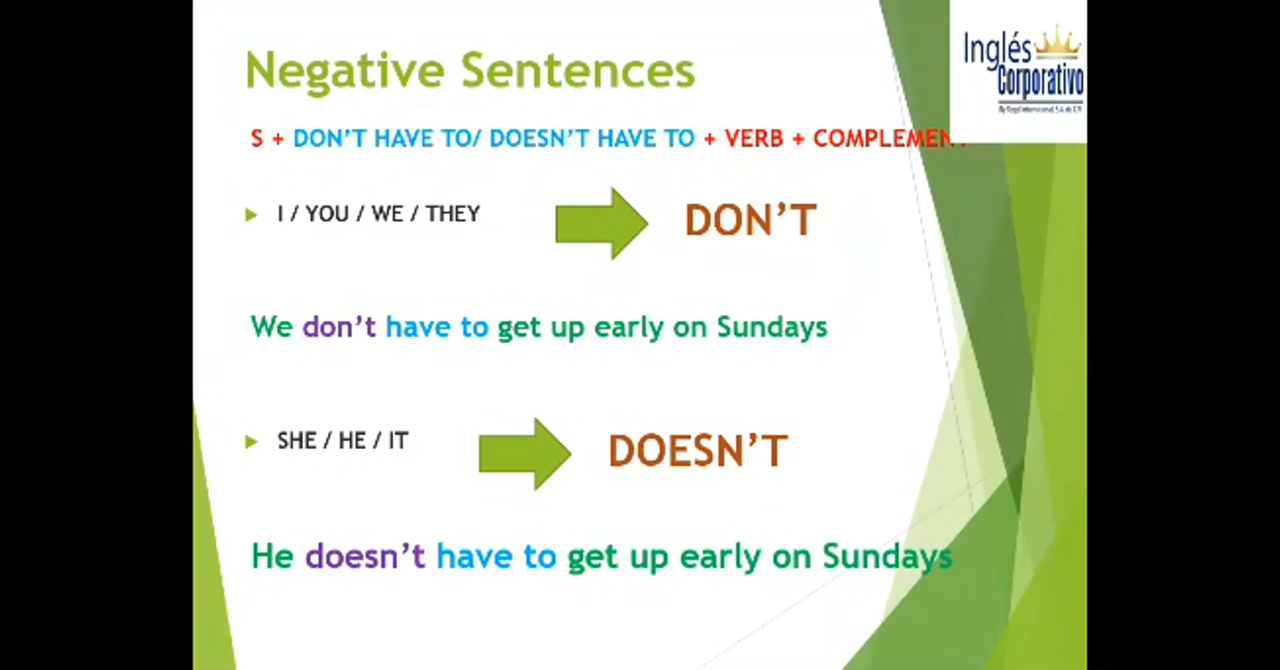 Negative Sentences
Inglés
Corporativo
S + DON'T HAVE TO/ DOESN'T HAVE TO + VERB + COMPLEMEN
I / YOU / WE / THEY
DON'T
We don't have to get up early on Sundays
SHE / HE / IT
DOESN'T
He doesn't have to get up early on Sundays